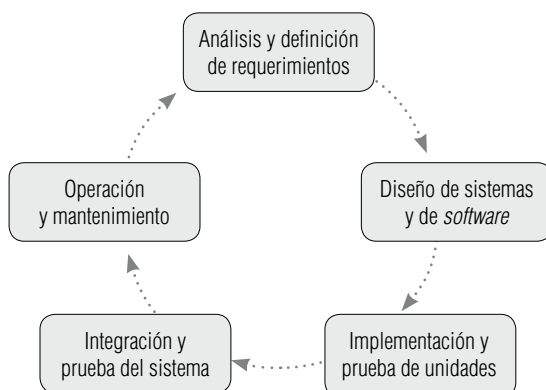 Análisis y definición
de requerimientos
Diseño de sistemas
y de software
Implementación y
prueba de unidades
Integración y
prueba del sistema
Operación
y mantenimiento